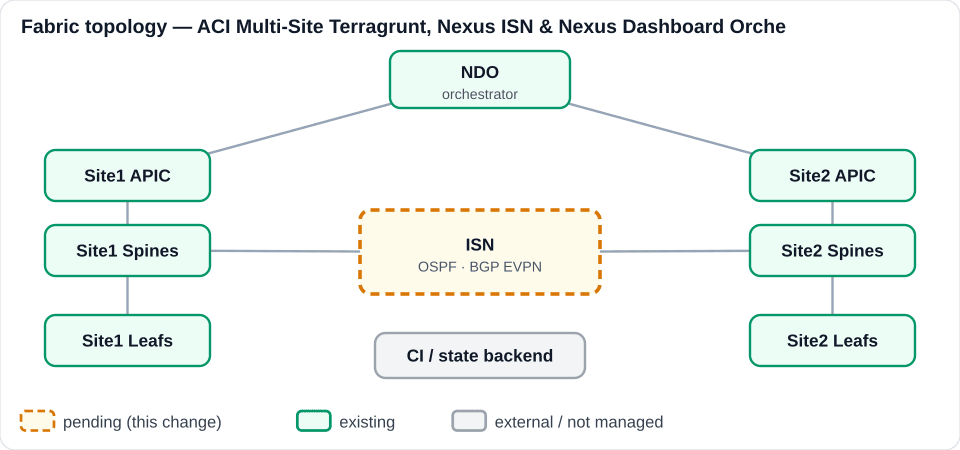 Fabric topology — ACI Multi-Site Terragrunt, Nexus ISN & Nexus Dashboard Orche
NDO
orchestrator
Site1 APIC
Site2 APIC
ISN
OSPF · BGP EVPN
Site1 Spines
Site2 Spines
Site1 Leafs
Site2 Leafs
CI / state backend
pending (this change)
existing
external / not managed